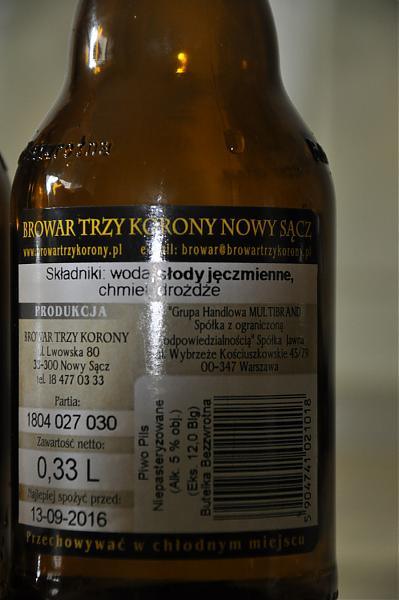 BROWAR TRZY KORONY NOWY SĄCZ
www.browartrzykorony.pl e-mail: browar@browartrzykorony.pl
Składniki: woda, słody jęczmienne,
chmiel, drożdże
PRODUKCJA
BROWAR TRZY KORONY
ul. Lwowska 80
33-300 Nowy Sącz
tel. 18 477 03 33
"Grupa Handlowa MULTIBRAND
Spółka z ograniczoną
odpowiedzialnością" Spółka Jawna
ul. Wybrzeże Kościuszkowskie 45/79
00-347 Warszawa
Partia:
1804 027 030
Zawartość netto:
0,33 L
Najlepiej spożyć przed:
13-09-2016
Piwo Pils
Niepasteryzowane
(Alk. 5 % obj.)
(Eks. 12,0 Blg)
Butelka Bezzwrotna
5 904741 021018
Przechowywać w chłodnym miejscu